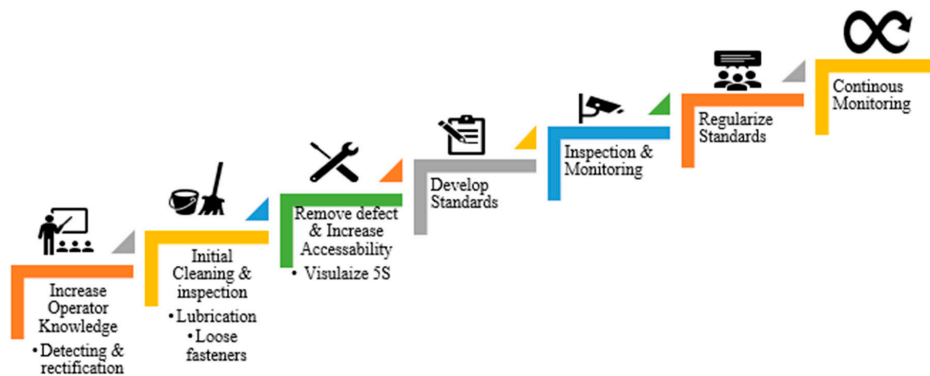 Increase
Operator
Knowledge
• Detecting &
rectification
Initial
Cleaning &
inspection
• Lubrication
• Loose
fasteners
Remove defect
& Increase
Accessability
• Visulaize 5S
Develop
Standards
Inspection &
Monitoring
Regularize
Standards
Continous
Monitoring